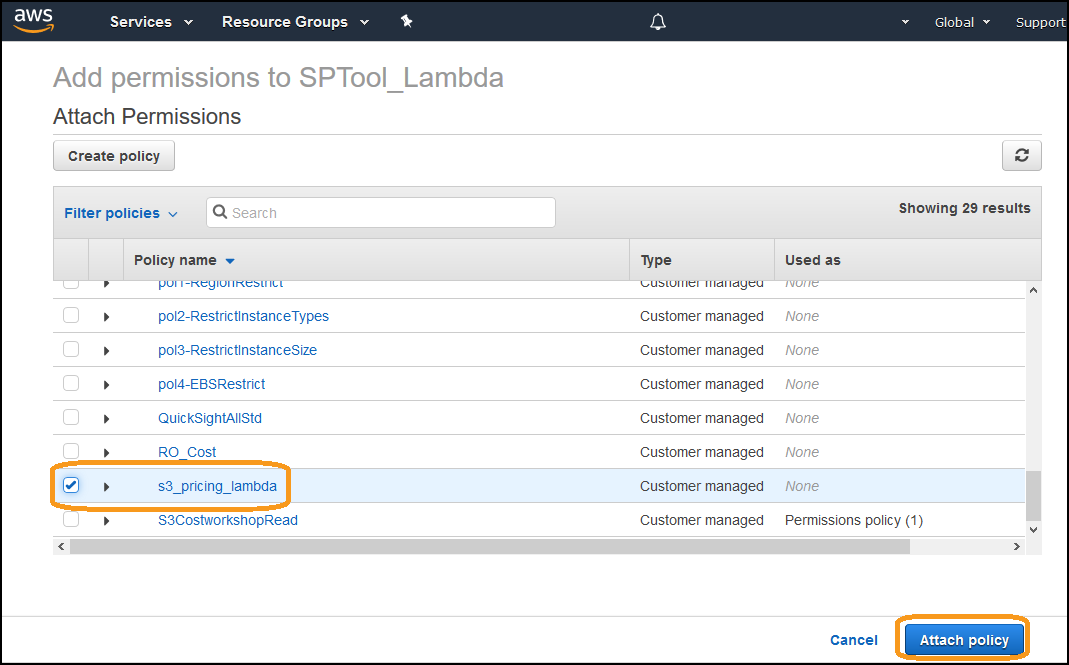 aws Services Resource Groups Global Support
Add permissions to SPTool_Lambda
Attach Permissions
Create policy
Filter policies Search Showing 29 results
Policy name Type Used as
pol1-RegionRestrict Customer managed None
pol2-RestrictInstanceTypes Customer managed None
pol3-RestrictInstanceSize Customer managed None
pol4-EBSRestrict Customer managed None
QuickSightAllStd Customer managed None
RO_Cost Customer managed None
s3_pricing_lambda Customer managed None
S3CostworkshopRead Customer managed Permissions policy (1)
Cancel Attach policy